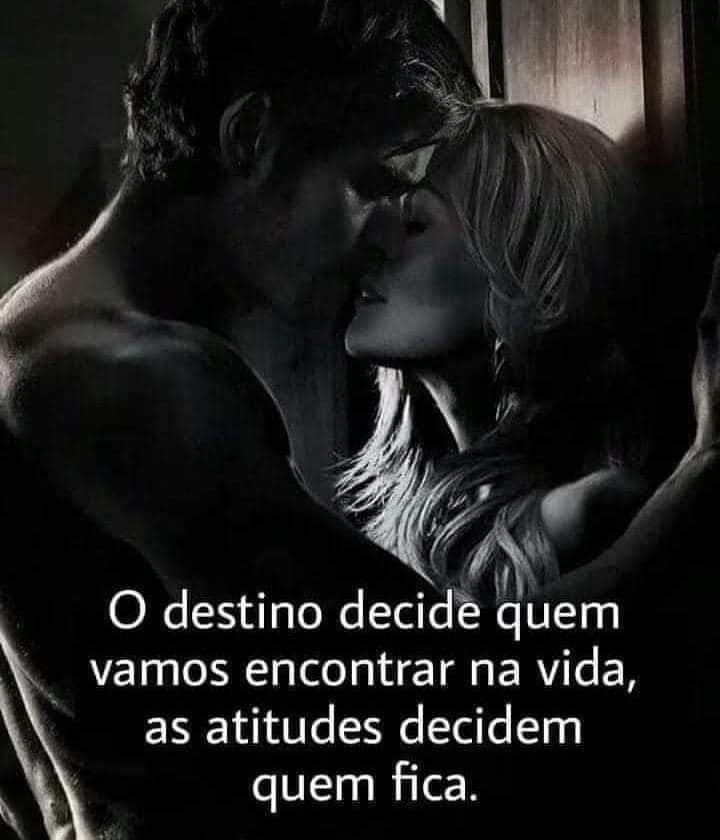 O destino decide quem
vamos encontrar na vida,
as atitudes decidem
quem fica.